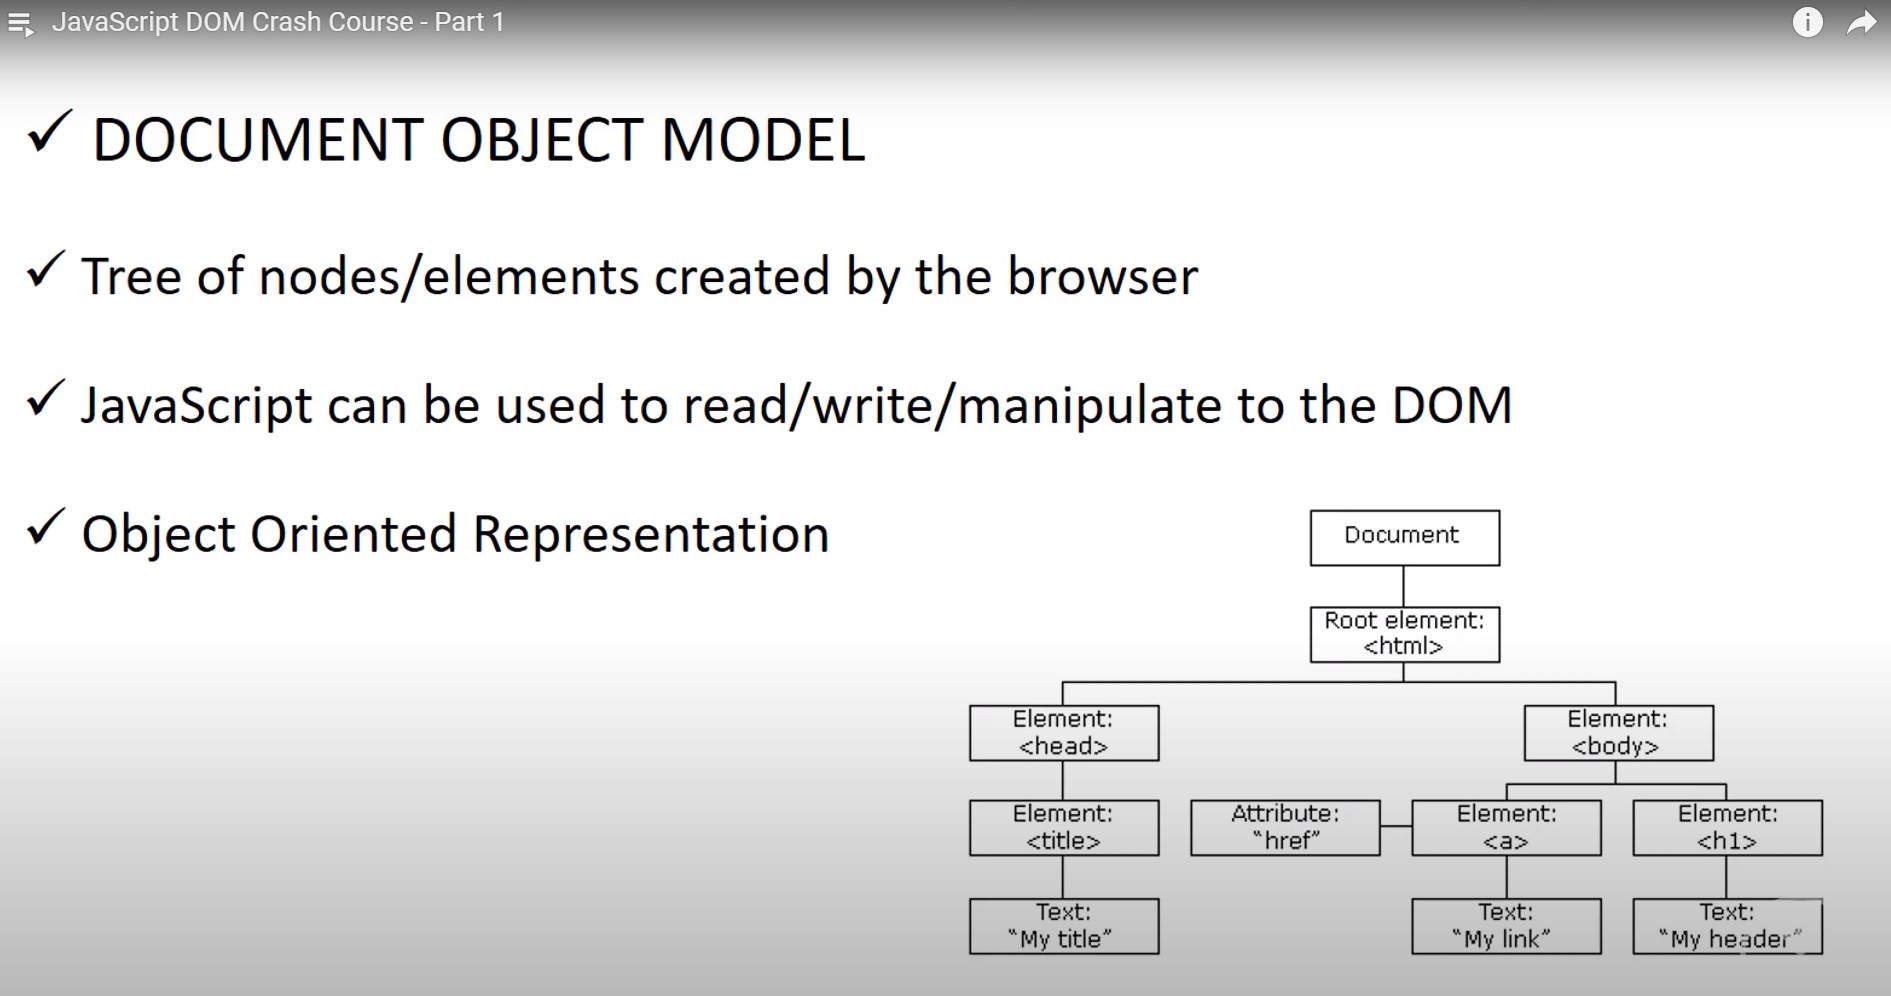 JavaScript DOM Crash Course - Part 1
✓ DOCUMENT OBJECT MODEL
✓ Tree of nodes/elements created by the browser
✓ JavaScript can be used to read/write/manipulate to the DOM
✓ Object Oriented Representation
Document
Root element:
<html>
Element:
<head>
Element:
<body>
Element:
<title>
Attribute:
"href"
Element:
<a>
Element:
<h1>
Text:
"My title"
Text:
"My link"
Text:
"My header"